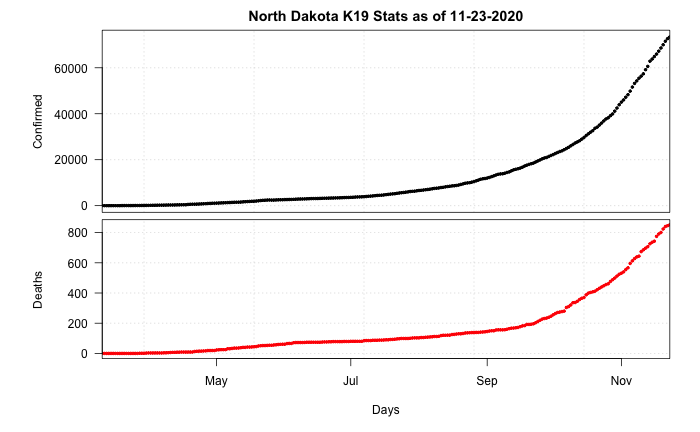 North Dakota K19 Stats as of 11-23-2020
Confirmed
60000
40000
20000
0
Deaths
800
600
400
200
0
May Jul Sep Nov
Days